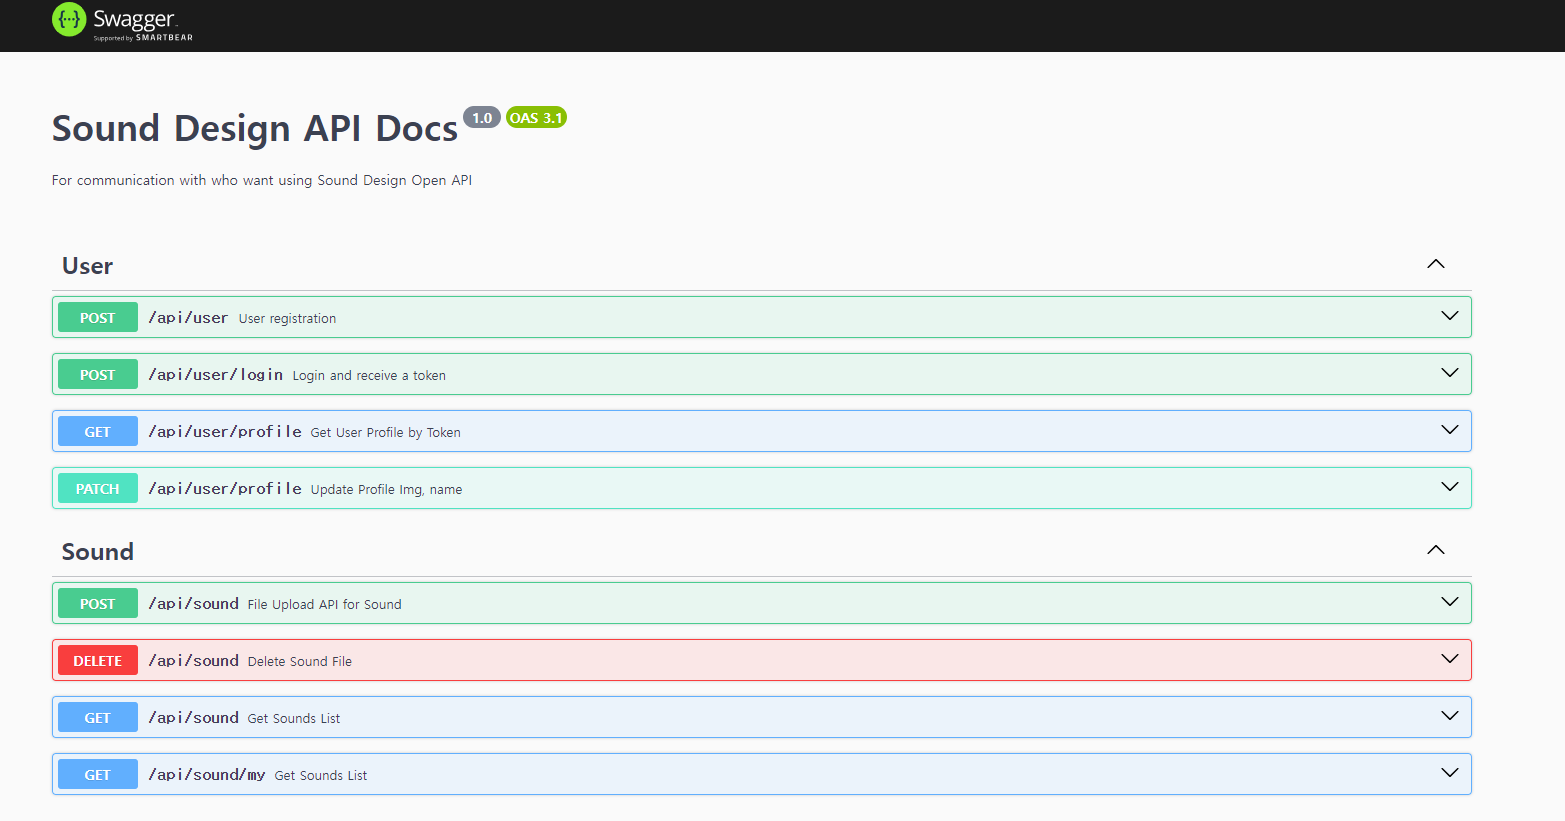 Swagger.
Supported by SMARTBEAR
Sound Design API Docs 1.0 OAS 3.1
For communication with who want using Sound Design Open API
User
POST /api/user User registration
POST /api/user/login Login and receive a token
GET /api/user/profile Get User Profile by Token
PATCH /api/user/profile Update Profile Img, name
Sound
POST /api/sound File Upload API for Sound
DELETE /api/sound Delete Sound File
GET /api/sound Get Sounds List
GET /api/sound/my Get Sounds List